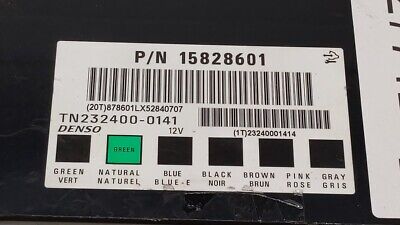 P/N 15828601
(20T)878601LX52840707
TN232400-0141
DENSO 12V
(1T)23240001414
GREEN
GREEN NATURAL BLUE BLACK BROWN PINK GRAY
VERT NATUREL BLUE-E NOIR BRUN ROSE GRIS